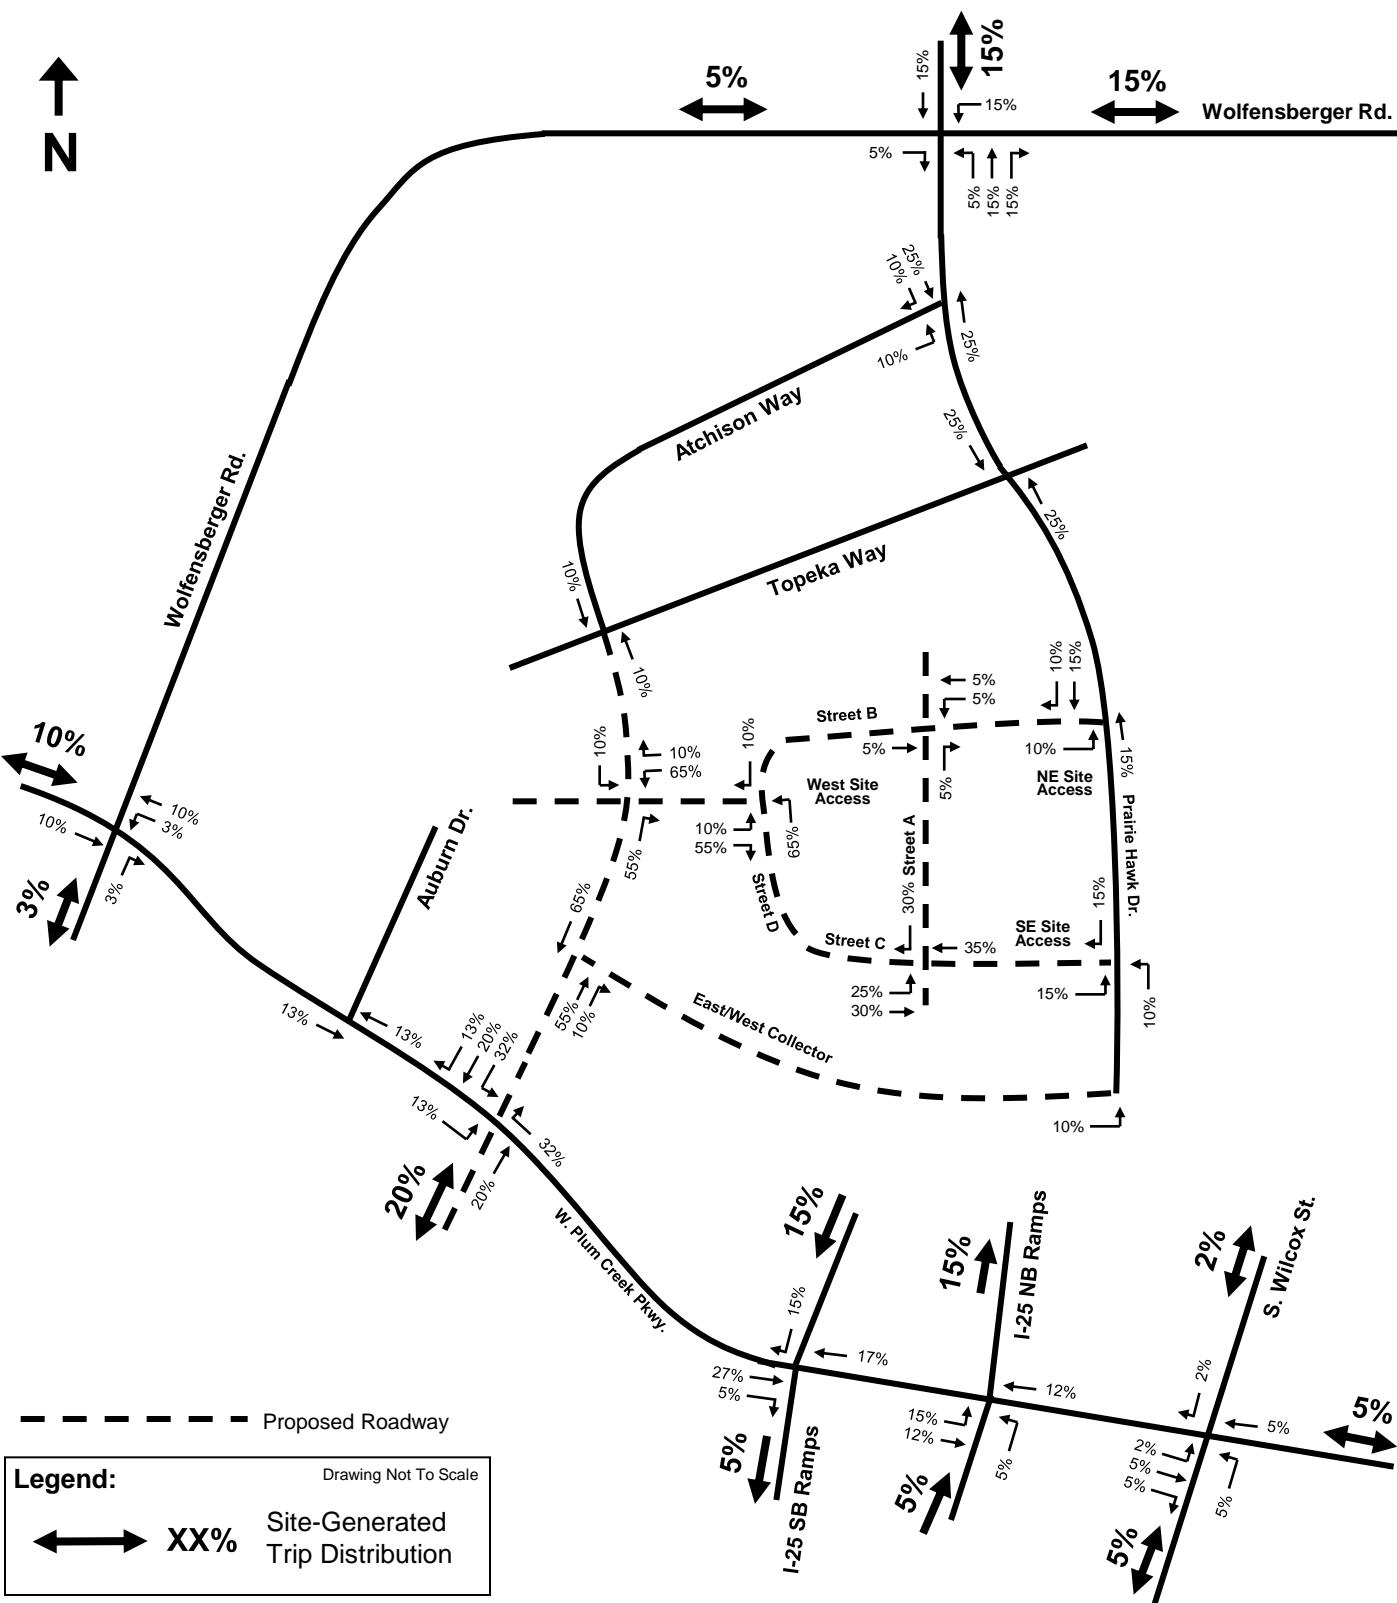 15%
5%
15%
Wolfensberger Rd.
N
15%
15%
5%
5%
15%
15%
25%
10%
10%
25%
Atchison Way
25%
25%
Wolfensberger Rd.
Topeka Way
10%
10%
10%
15%
5%
5%
Street B
5%
5%
10%
NE Site
Access
15%
Prairie Hawk Dr.
10%
10%
65%
10%
West Site
Access
10%
55%
65%
55%
10%
10%
3%
10%
3%
3%
Auburn Dr.
Street A
30%
Street D
Street C
35%
SE Site
Access
15%
65%
25%
30%
15%
10%
East/West Collector
55%
10%
13%
13%
13%
20%
32%
13%
32%
20%
20%
10%
W. Plum Creek Pkwy.
15%
15%
I-25 NB Ramps
2%
S. Wilcox St.
15%
17%
27%
5%
12%
2%
5%
5%
15%
12%
5%
2%
5%
5%
5%
5%
I-25 SB Ramps
5%
5%
Proposed Roadway
Legend:
Drawing Not To Scale
XX%
Site-Generated
Trip Distribution